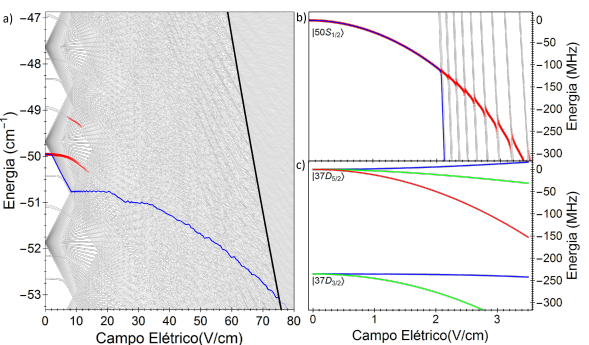 a)
−47
−48
−49
−50
−51
−52
−53
Energia (cm⁻¹)
0 10 20 30 40 50 60 70 80
Campo Elétrico(V/cm)
b)
|50S₁/₂⟩
0
−50
−100
−150
−200
−250
−300
Energia (MHz)
c)
|37D₅/₂⟩
|37D₃/₂⟩
0
−50
−100
−150
−200
−250
−300
Energia (MHz)
0 1 2 3
Campo Elétrico(V/cm)